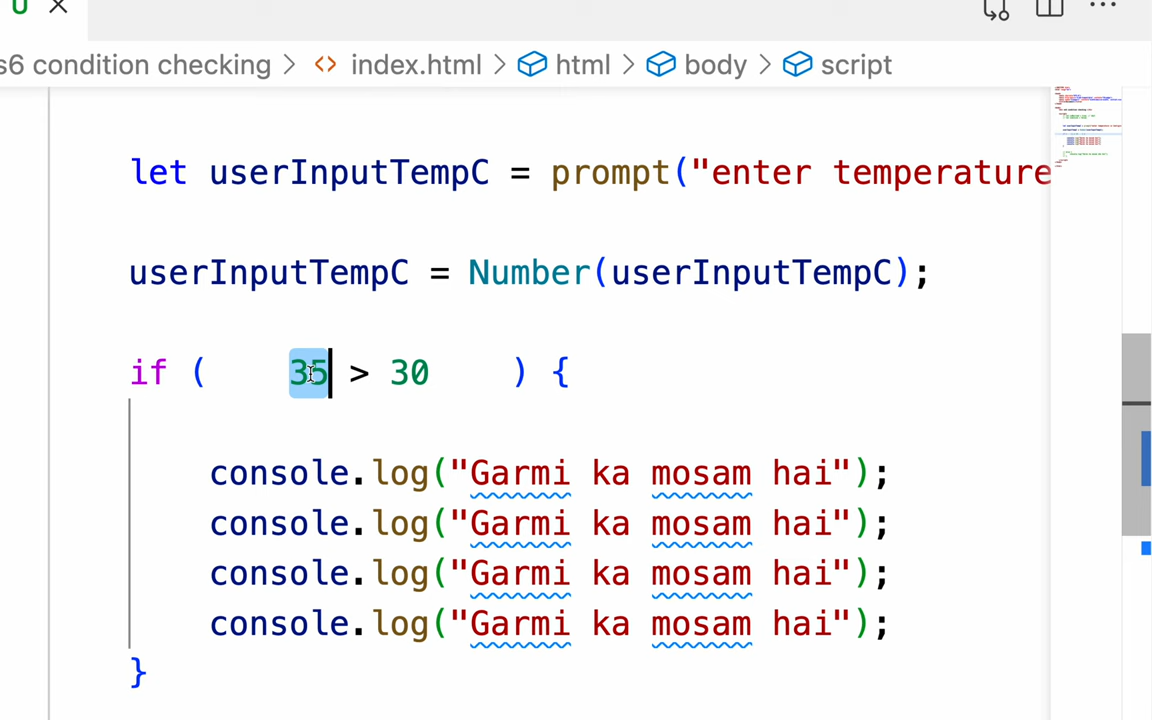 U
s6 condition checking > index.html > html > body > script
let userInputTempC = prompt("enter temperature
userInputTempC = Number(userInputTempC);
if ( 35 > 30 ) {
console.log("Garmi ka mosam hai");
console.log("Garmi ka mosam hai");
console.log("Garmi ka mosam hai");
console.log("Garmi ka mosam hai");
}